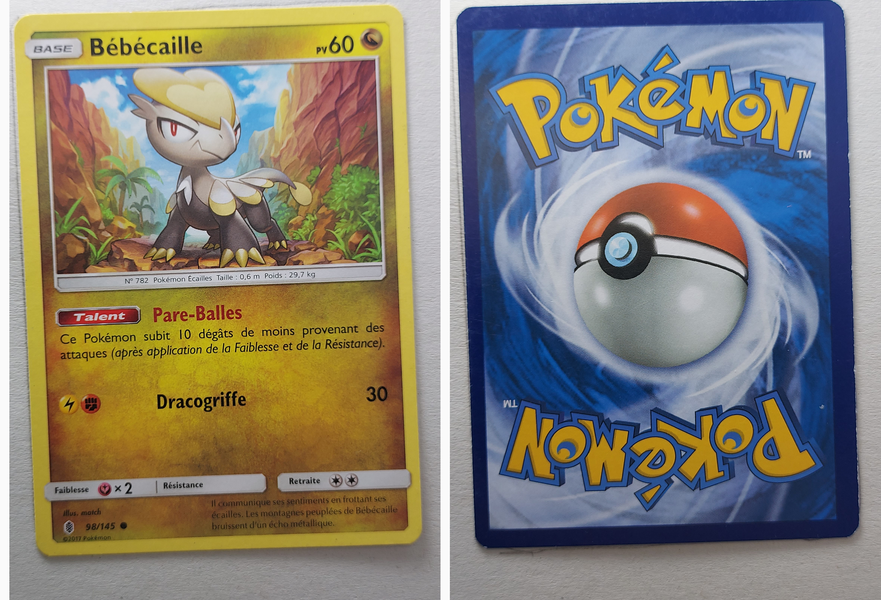 BASE Bébécaille PV60
N° 782 Pokémon Écailles Taille : 0,6 m Poids : 29,7 kg
Talent Pare-Balles
Ce Pokémon subit 10 dégâts de moins provenant des
attaques (après application de la Faiblesse et de la Résistance).
Dracogriffe 30
Faiblesse ×2 Résistance Retraite
Il communique ses sentiments en frottant ses
écailles. Les montagnes peuplées de Bébécaille
bruissent d'un écho métallique.
Illus. match
98/145
©2017 Pokémon
POKÉMON
TM
TM
POKÉMON